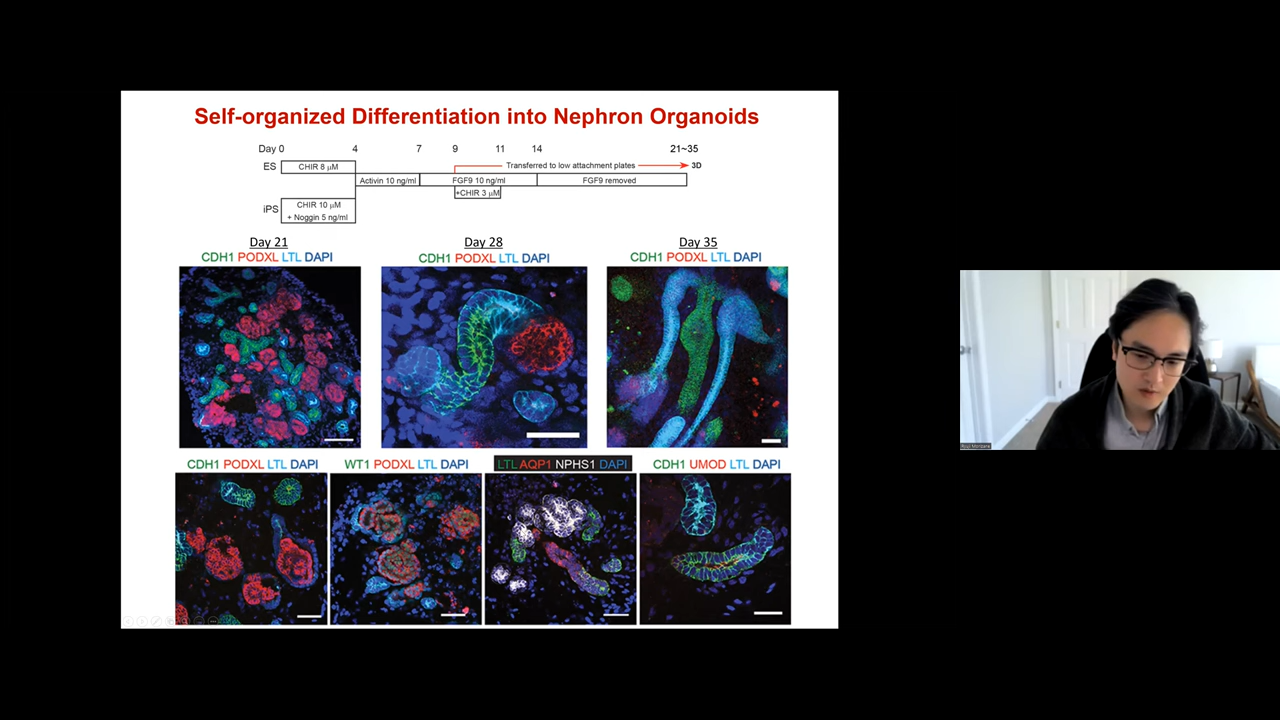 Self-organized Differentiation into Nephron Organoids
Day 0 4 7 9 11 14 21~35
ES CHIR 8 μM Transferred to low attachment plates 3D
Activin 10 ng/ml FGF9 10 ng/ml FGF9 removed
+CHIR 3 μM
iPS CHIR 10 μM
+ Noggin 5 ng/ml
Day 21 Day 28 Day 35
CDH1 PODXL LTL DAPI CDH1 PODXL LTL DAPI CDH1 PODXL LTL DAPI
CDH1 PODXL LTL DAPI WT1 PODXL LTL DAPI LTL AQP1 NPHS1 DAPI CDH1 UMOD LTL DAPI